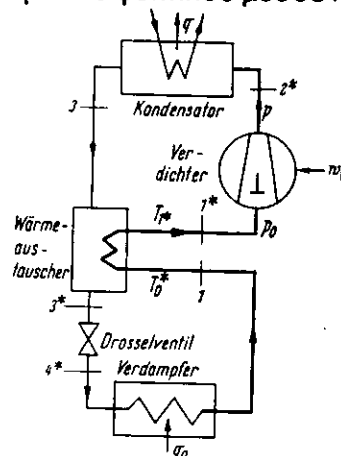 q
3
Kondensator
2*
p
Ver-
dichter
Wärme-
aus-
tauscher
T₁*
1*
p₀
T₀*
1
3*
Drosselventil
4*
Verdampfer
q₀